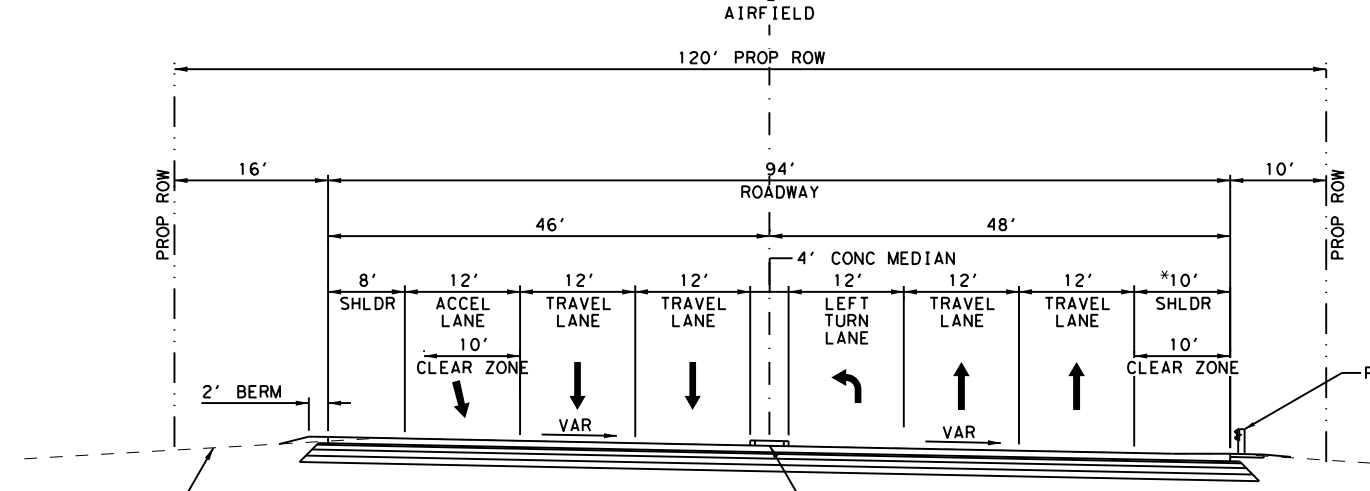 AIRFIELD
120' PROP ROW
16'
94'
10'
PROP ROW
ROADWAY
PROP ROW
46'
48'
4' CONC MEDIAN
8'
12'
12'
12'
12'
12'
12'
*10'
SHLDR
ACCEL
LANE
TRAVEL
LANE
TRAVEL
LANE
LEFT
TURN
LANE
TRAVEL
LANE
TRAVEL
LANE
SHLDR
10'
CLEAR ZONE
10'
CLEAR ZONE
2' BERM
VAR
VAR